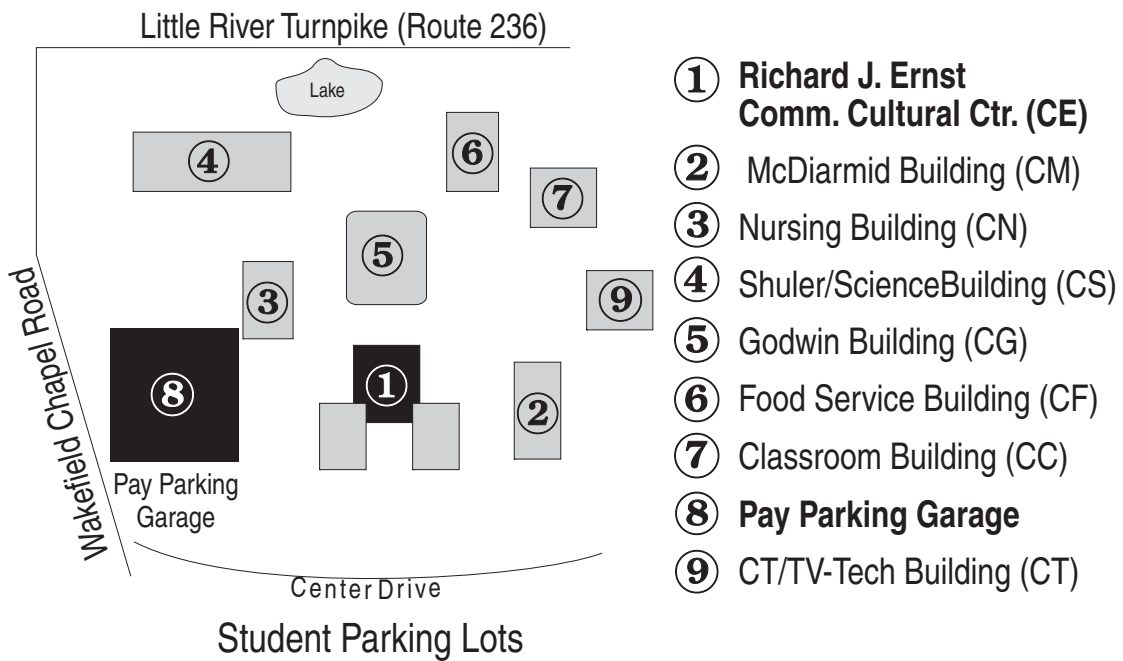 Little River Turnpike (Route 236)
Lake
4
6
7
5
3
9
8
1
2
Wakefield Chapel Road
Pay Parking
Garage
Center Drive
Student Parking Lots
1 Richard J. Ernst
Comm. Cultural Ctr. (CE)
2 McDiarmid Building (CM)
3 Nursing Building (CN)
4 Shuler/ScienceBuilding (CS)
5 Godwin Building (CG)
6 Food Service Building (CF)
7 Classroom Building (CC)
8 Pay Parking Garage
9 CT/TV-Tech Building (CT)